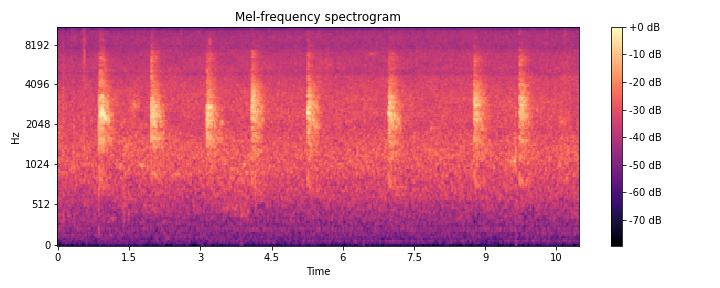 Mel-frequency spectrogram
+0 dB
8192
-10 dB
4096
-20 dB
-30 dB
Hz
2048
-40 dB
1024
-50 dB
512
-60 dB
-70 dB
0
0 1.5 3 4.5 6 7.5 9 10
Time